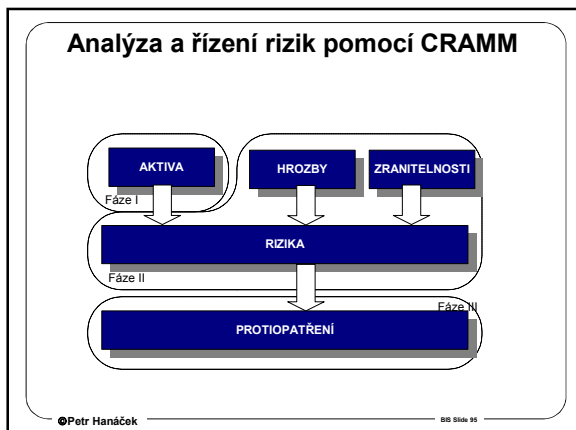 Analýza a řízení rizik pomocí CRAMM
AKTIVA
HROZBY
ZRANITELNOSTI
Fáze I
RIZIKA
Fáze II
Fáze III
PROTIOPATŘENÍ
©Petr Hanáček
BIS Slide 95